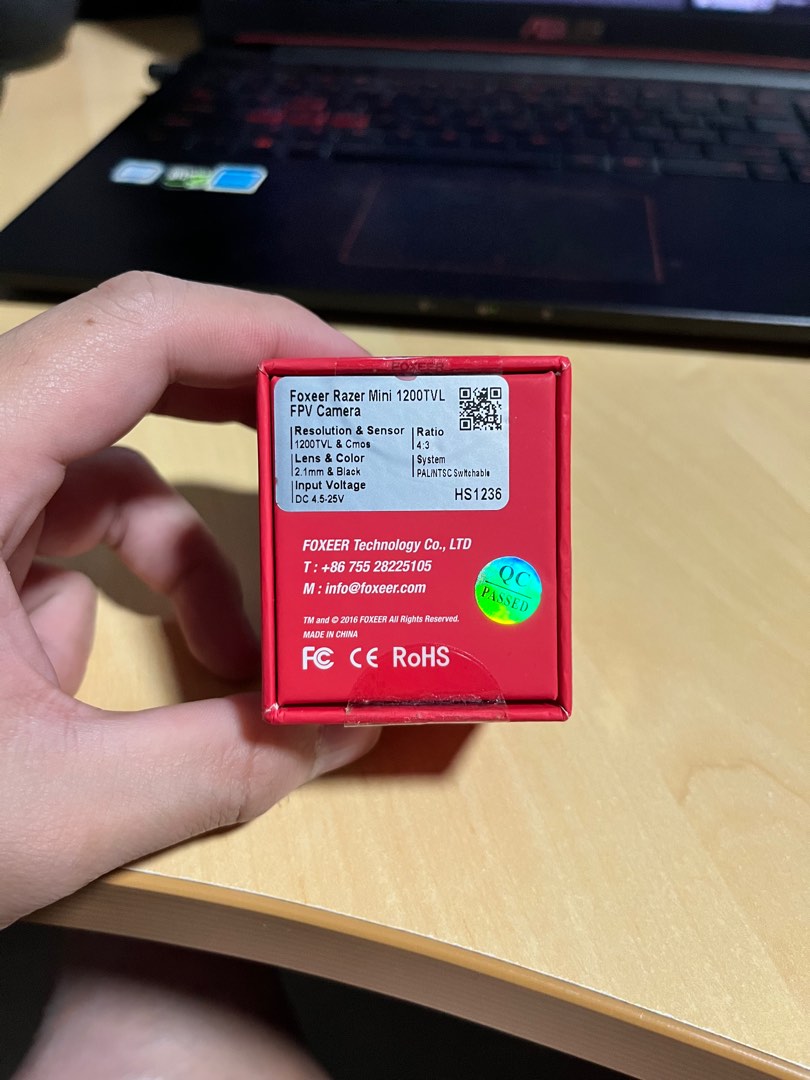 ASUS
FOXEER
Foxeer Razer Mini 1200TVL
FPV Camera
Resolution & Sensor
1200TVL & Cmos
Lens & Color
2.1mm & Black
Input Voltage
DC 4.5-25V
Ratio
4:3
System
PAL/NTSC Switchable
HS1236
FOXEER Technology Co., LTD
T : +86 755 28225105
M : info@foxeer.com
QC
PASSED
TM and © 2016 FOXEER All Rights Reserved.
MADE IN CHINA
FC CE RoHS